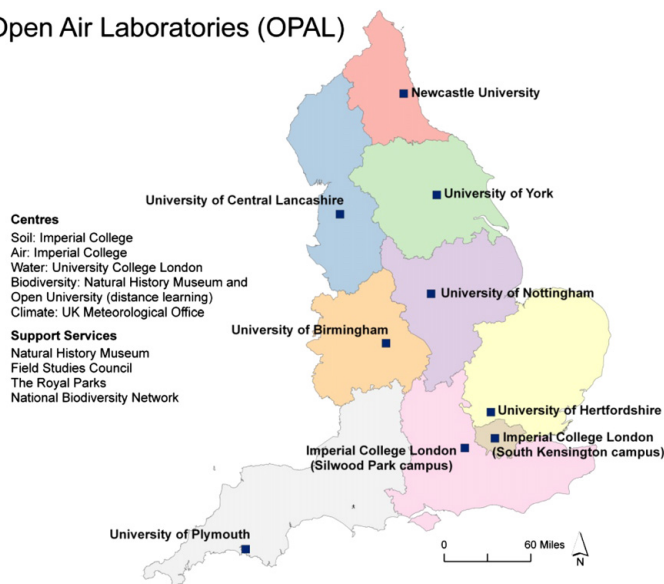 Open Air Laboratories (OPAL)
Newcastle University
University of Central Lancashire
University of York
Centres
Soil: Imperial College
Air: Imperial College
Water: University College London
Biodiversity: Natural History Museum and
Open University (distance learning)
Climate: UK Meteorological Office
University of Nottingham
Support Services
Natural History Museum
Field Studies Council
The Royal Parks
National Biodiversity Network
University of Birmingham
University of Hertfordshire
Imperial College London
(South Kensington campus)
Imperial College London
(Silwood Park campus)
University of Plymouth
0 60 Miles
N